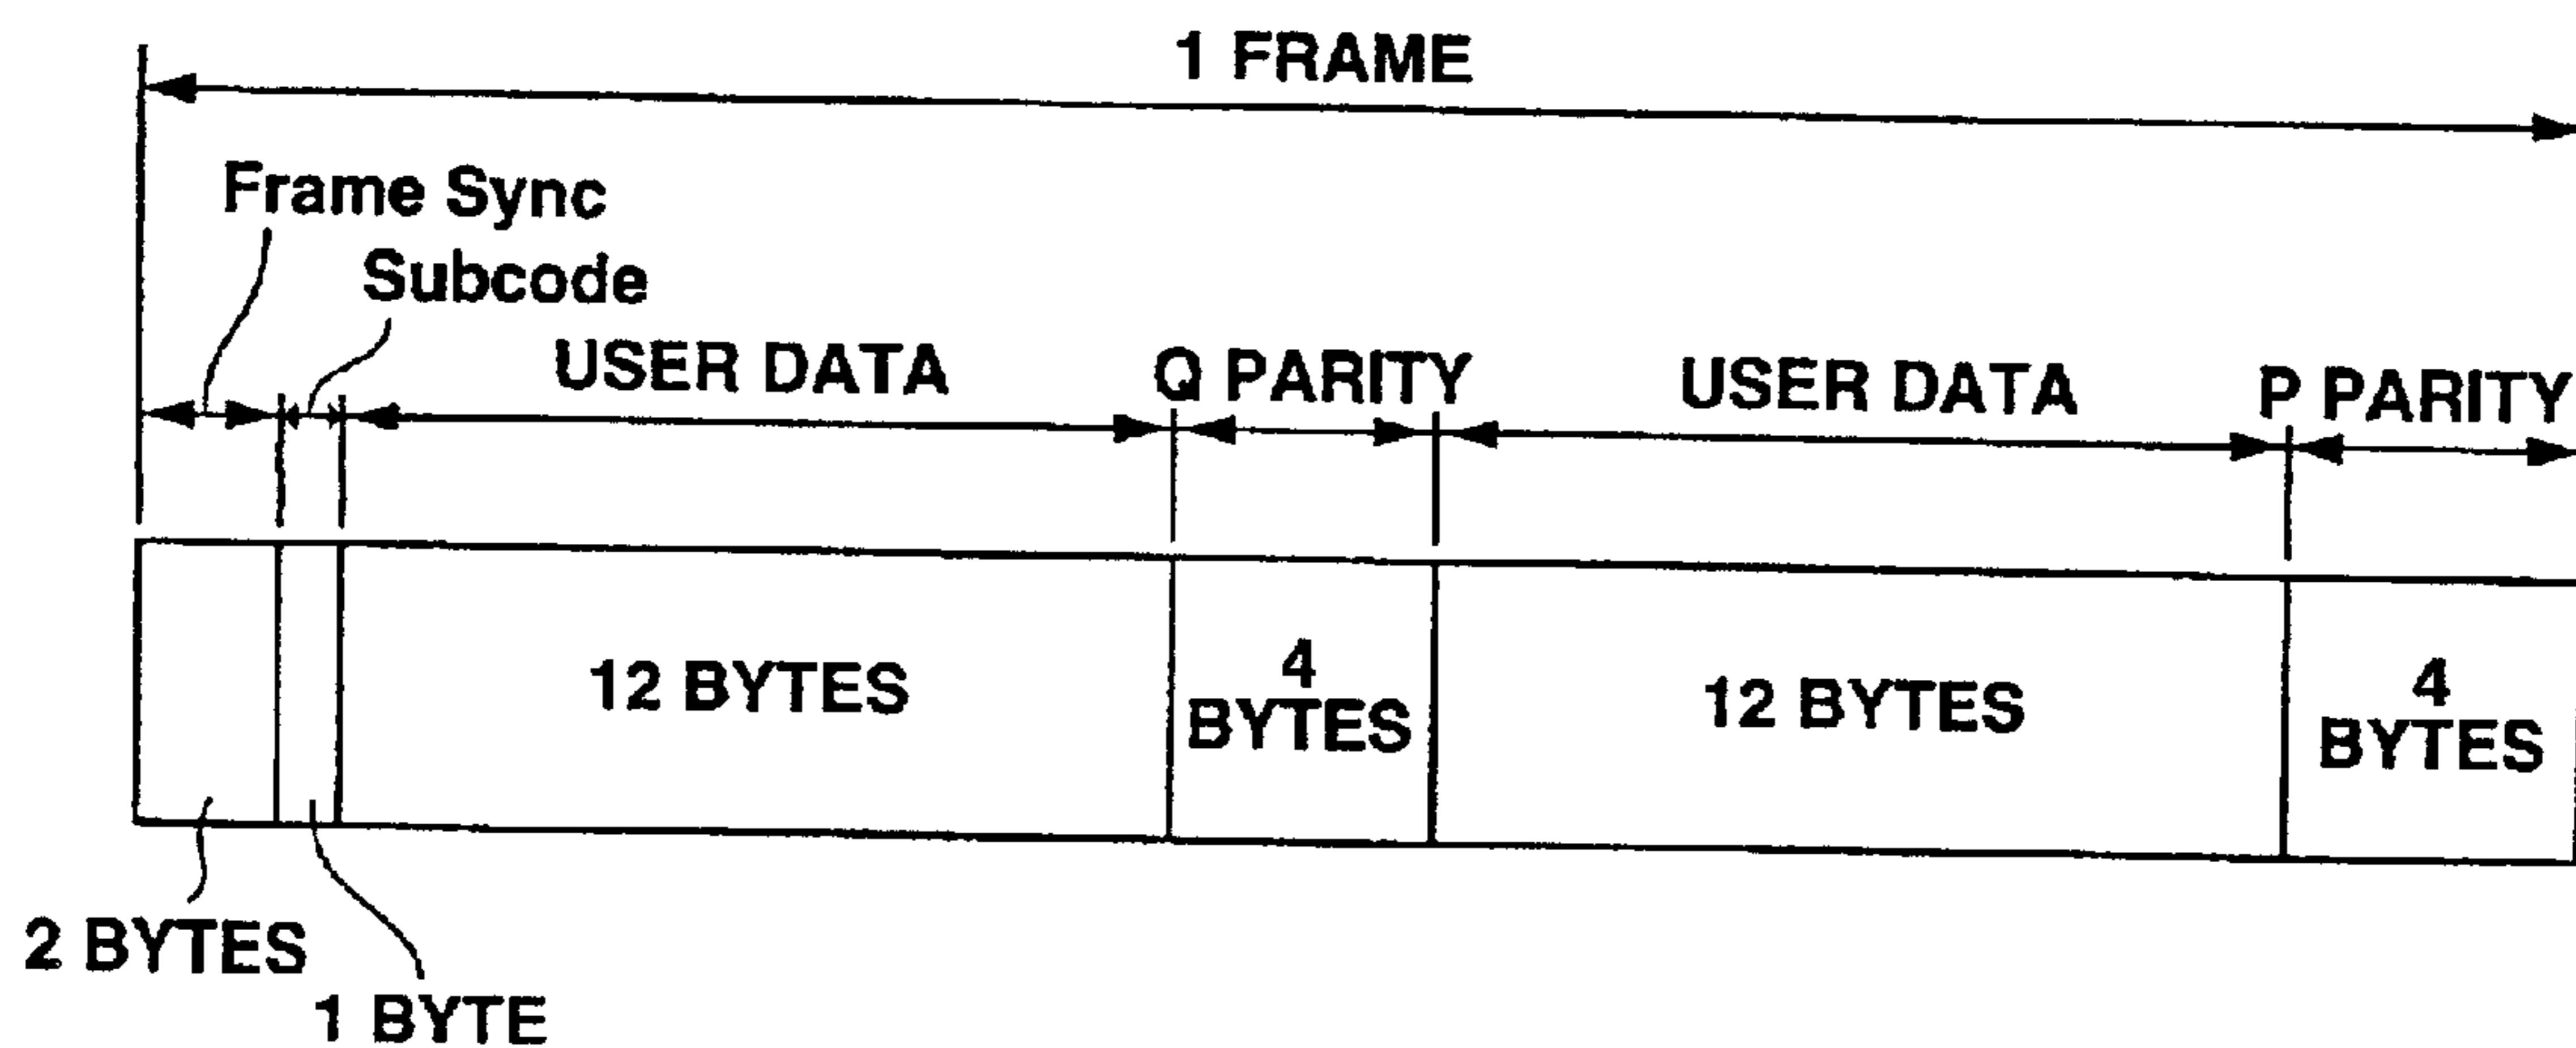 1 FRAME
Frame Sync
Subcode
USER DATA
Q PARITY
USER DATA
P PARITY
12 BYTES
4
BYTES
12 BYTES
4
BYTES
2 BYTES
1 BYTE